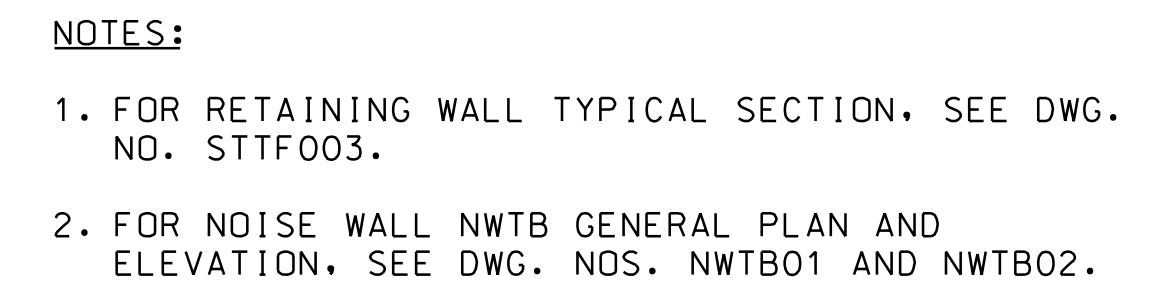 NOTES:
1. FOR RETAINING WALL TYPICAL SECTION, SEE DWG.
NO. STTF003.
2. FOR NOISE WALL NWTB GENERAL PLAN AND
ELEVATION, SEE DWG. NOS. NWTB01 AND NWTB02.